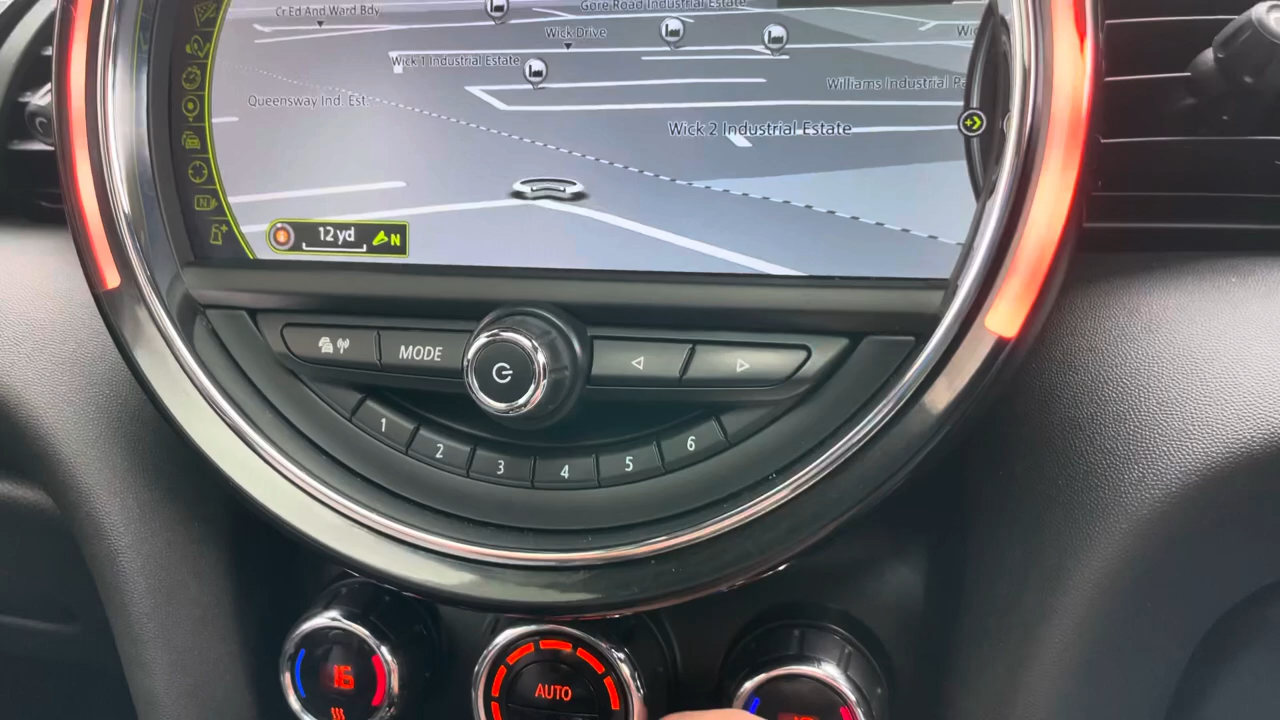 Cr Ed And Ward Bdy
Gore Road Industrial Estate
Wick Drive
Wick 1 Industrial Estate
Queensway Ind. Est.
Williams Industrial
Wick 2 Industrial Estate
12 yd
N
N
MODE
1
2
3
4
5
6
16
AUTO